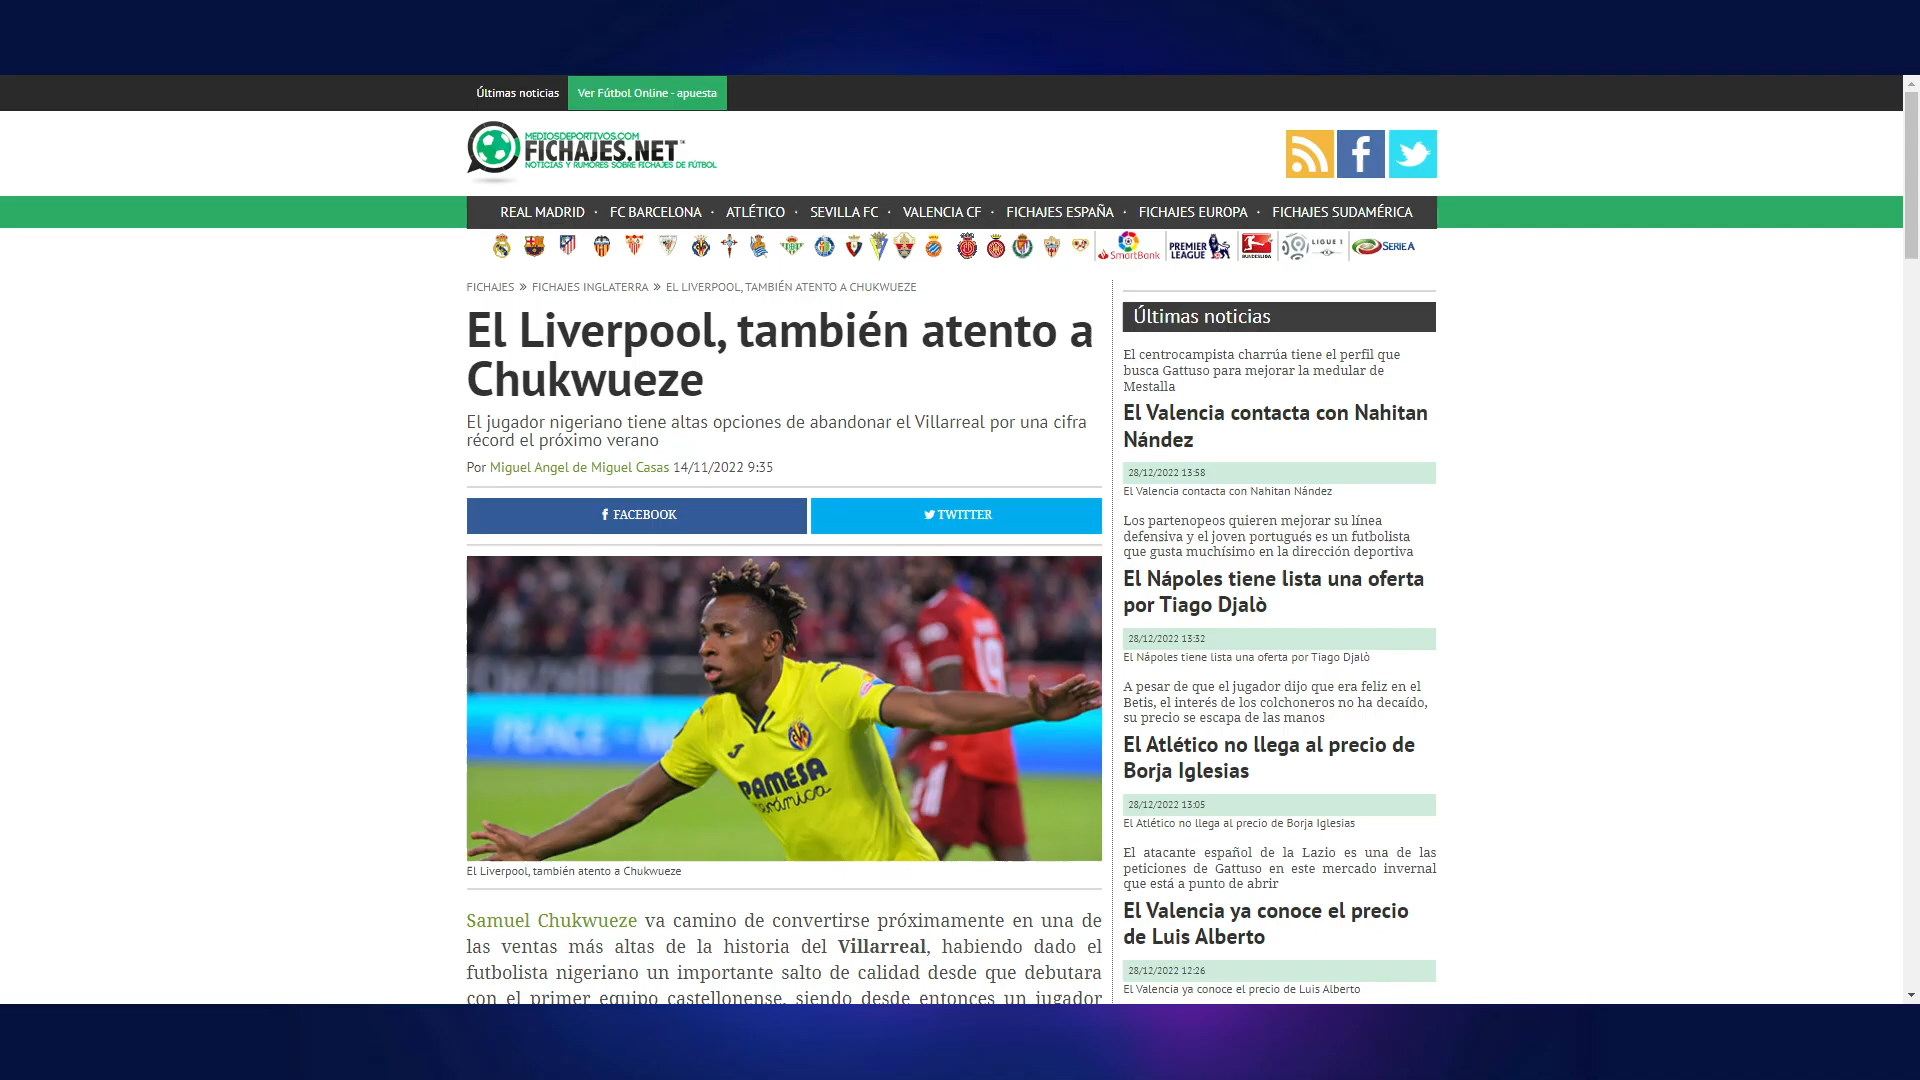 Últimas noticias
Ver Fútbol Online - apuesta
MEDIOSDEPORTIVOS.COM
FICHAJES.NET
NOTICIAS Y RUMORES SOBRE FICHAJES DE FÚTBOL
REAL MADRID · FC BARCELONA · ATLÉTICO · SEVILLA FC · VALENCIA CF · FICHAJES ESPAÑA · FICHAJES EUROPA · FICHAJES SUDAMÉRICA
SmartBank
PREMIER
LEAGUE
BUNDESLIGA
LIGUE 1
SERIE A
FICHAJES » FICHAJES INGLATERRA » EL LIVERPOOL, TAMBIÉN ATENTO A CHUKWUEZE
El Liverpool, también atento a
Chukwueze
El jugador nigeriano tiene altas opciones de abandonar el Villarreal por una cifra
récord el próximo verano
Por Miguel Angel de Miguel Casas 14/11/2022 9:35
FACEBOOK
TWITTER
PEACE - 
PAMESA
cerámica
El Liverpool, también atento a Chukwueze
Samuel Chukwueze va camino de convertirse próximamente en una de
las ventas más altas de la historia del Villarreal, habiendo dado el
futbolista nigeriano un importante salto de calidad desde que debutara
con el primer equipo castellonense, siendo desde entonces un jugador
Últimas noticias
El centrocampista charrúa tiene el perfil que
busca Gattuso para mejorar la medular de
Mestalla
El Valencia contacta con Nahitan
Nández
28/12/2022 13:58
El Valencia contacta con Nahitan Nández
Los partenopeos quieren mejorar su línea
defensiva y el joven portugués es un futbolista
que gusta muchísimo en la dirección deportiva
El Nápoles tiene lista una oferta
por Tiago Djalò
28/12/2022 13:32
El Nápoles tiene lista una oferta por Tiago Djalò
A pesar de que el jugador dijo que era feliz en el
Betis, el interés de los colchoneros no ha decaído,
su precio se escapa de las manos
El Atlético no llega al precio de
Borja Iglesias
28/12/2022 13:05
El Atlético no llega al precio de Borja Iglesias
El atacante español de la Lazio es una de las
peticiones de Gattuso en este mercado invernal
que está a punto de abrir
El Valencia ya conoce el precio
de Luis Alberto
28/12/2022 12:26
El Valencia ya conoce el precio de Luis Alberto